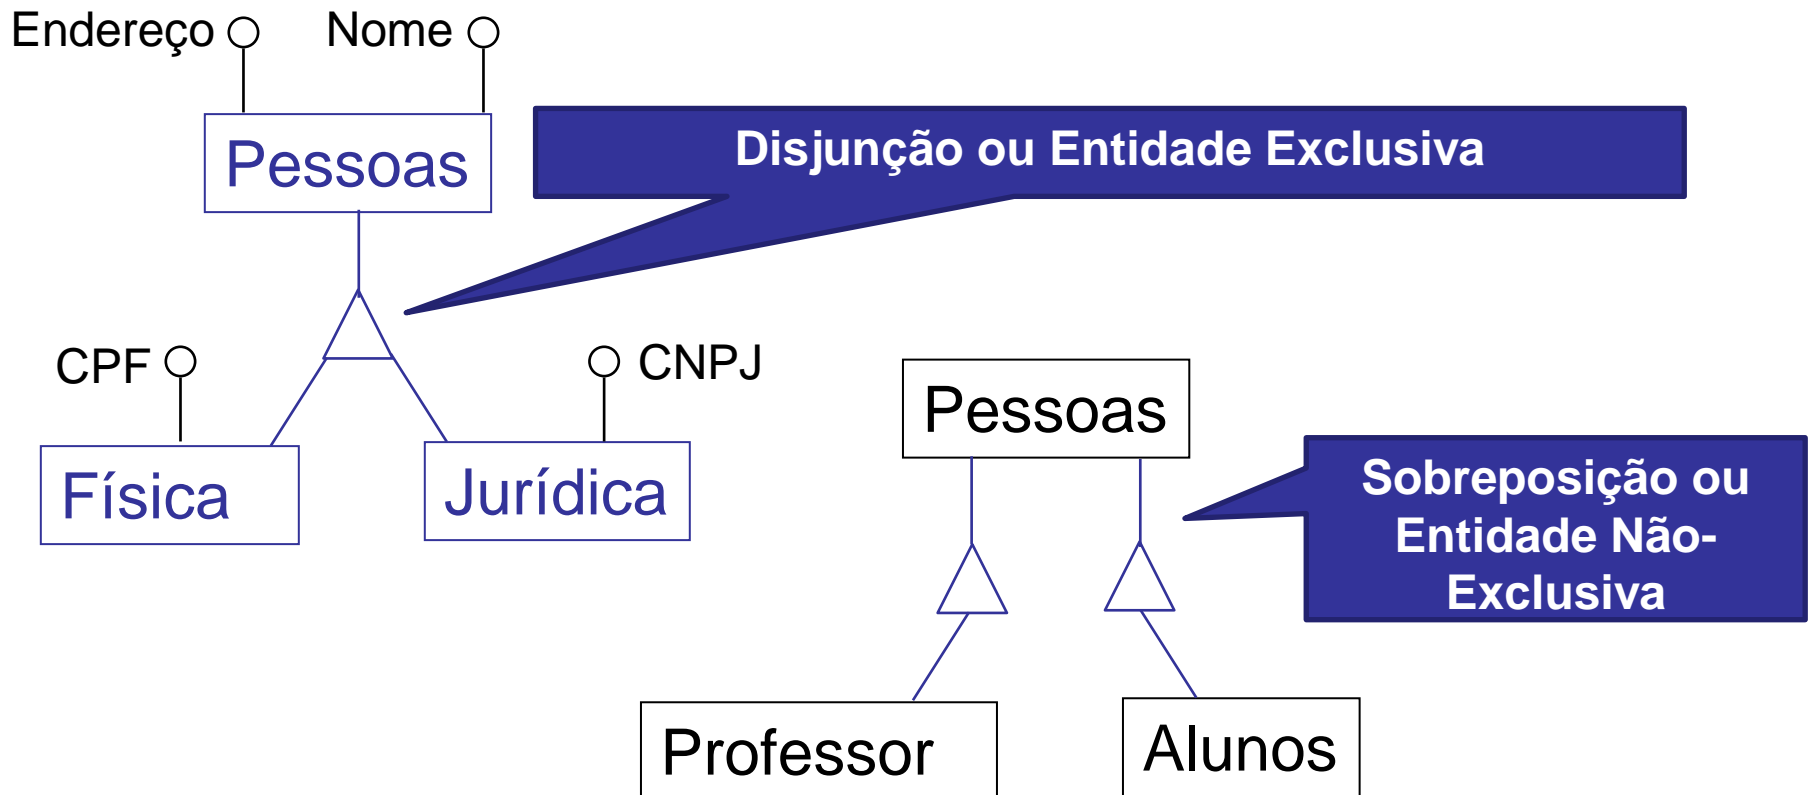 Endereço
Nome
Pessoas
Disjunção ou Entidade Exclusiva
CPF
CNPJ
Física
Jurídica
Pessoas
Sobreposição ou
Entidade Não-
Exclusiva
Professor
Alunos